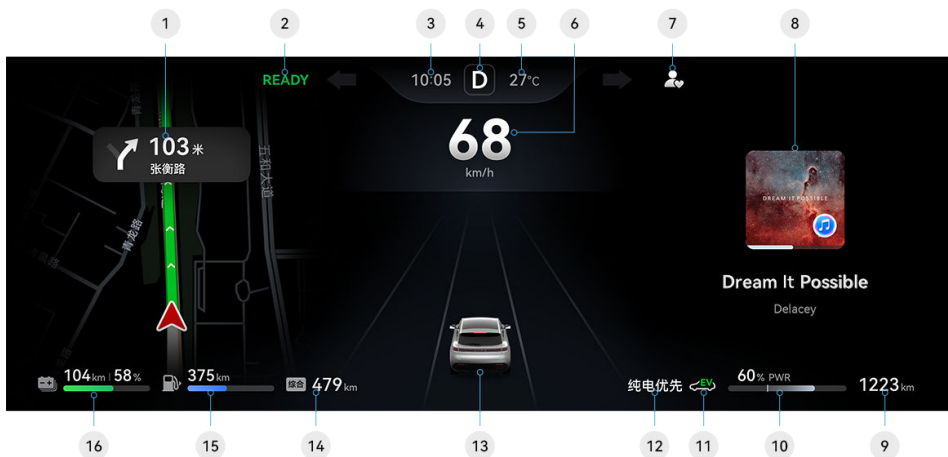 1
2
3
4
5
6
7
8
READY
10:05
D
27°C
103米
张衡路
68
km/h
五和大道
青龙路
DREAM IT POSSIBLE
Dream It Possible
Delacey
104km | 58%
375km
综合 479km
纯电优先
EV
60% PWR
1223km
16
15
14
13
12
11
10
9